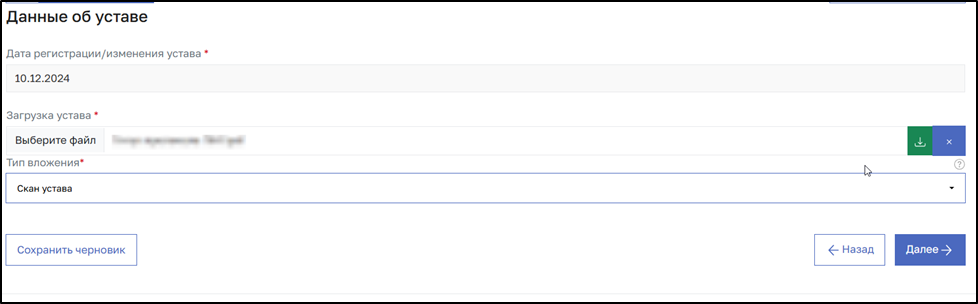 Данные об уставе
Дата регистрации/изменения устава *
10.12.2024
Загрузка устава *
Выберите файл
Тип вложения*
?
Скан устава
Сохранить черновик
← Назад
Далее →